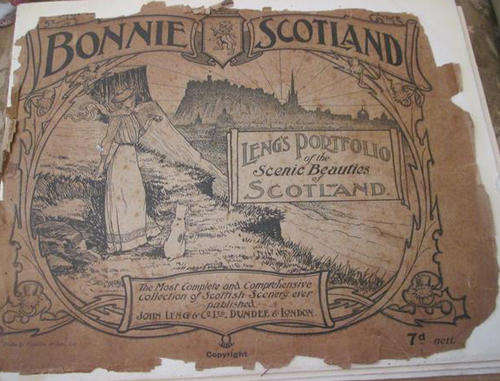 BONNIE SCOTLAND
LENG'S PORTFOLIO
of the
Scenic Beauties
of
SCOTLAND.
The Most Complete and Comprehensive
Collection of Scottish Scenery ever
published.
JOHN LENG & Co LTD, DUNDEE & LONDON.
Copyright
7d nett.